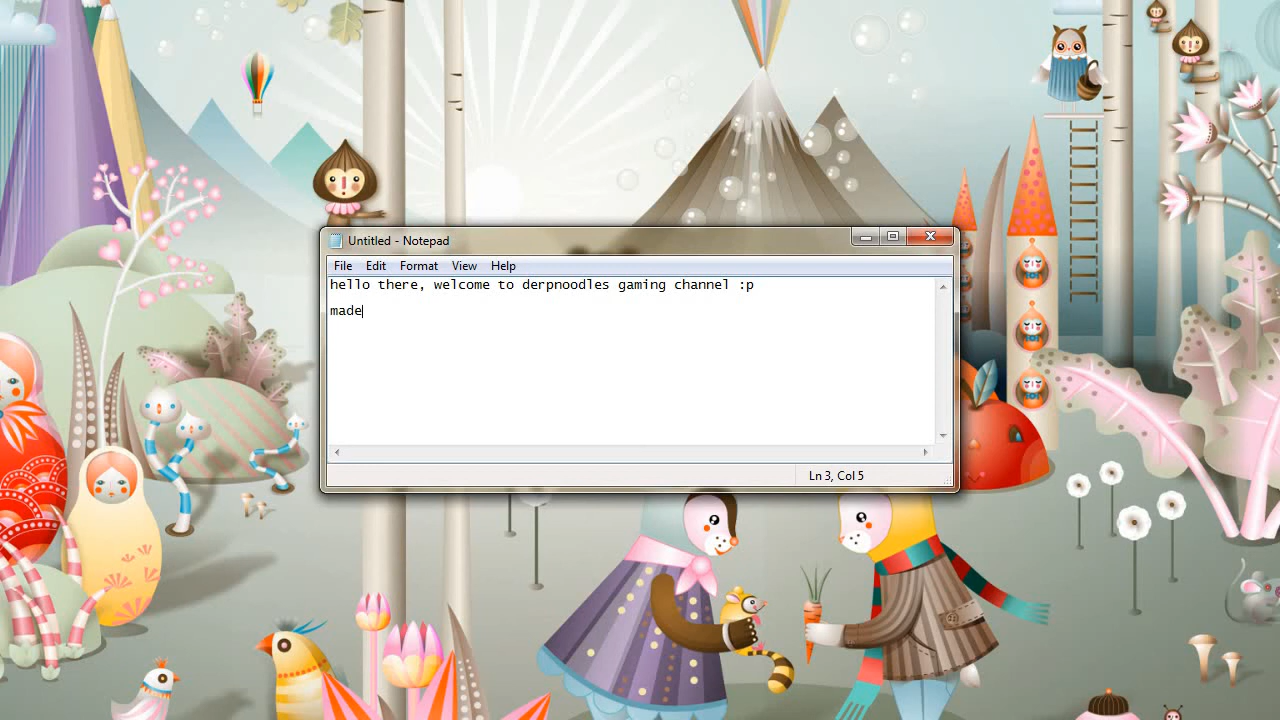 Untitled - Notepad
File Edit Format View Help
hello there, welcome to derpnoodles gaming channel :p
made
Ln 3, Col 5